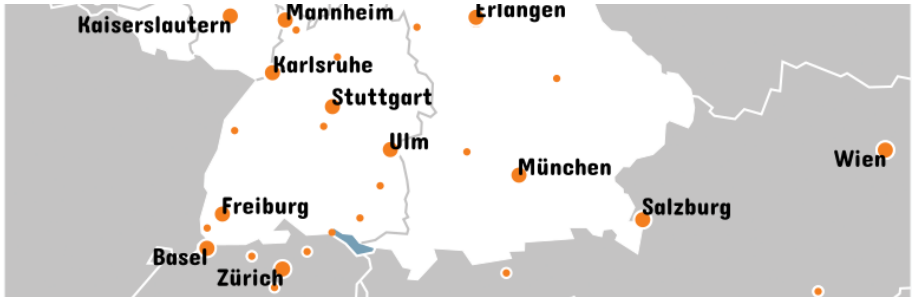 Mannheim
Erlangen
Kaiserslautern
Karlsruhe
Stuttgart
Ulm
Wien
München
Freiburg
Salzburg
Basel
Zürich